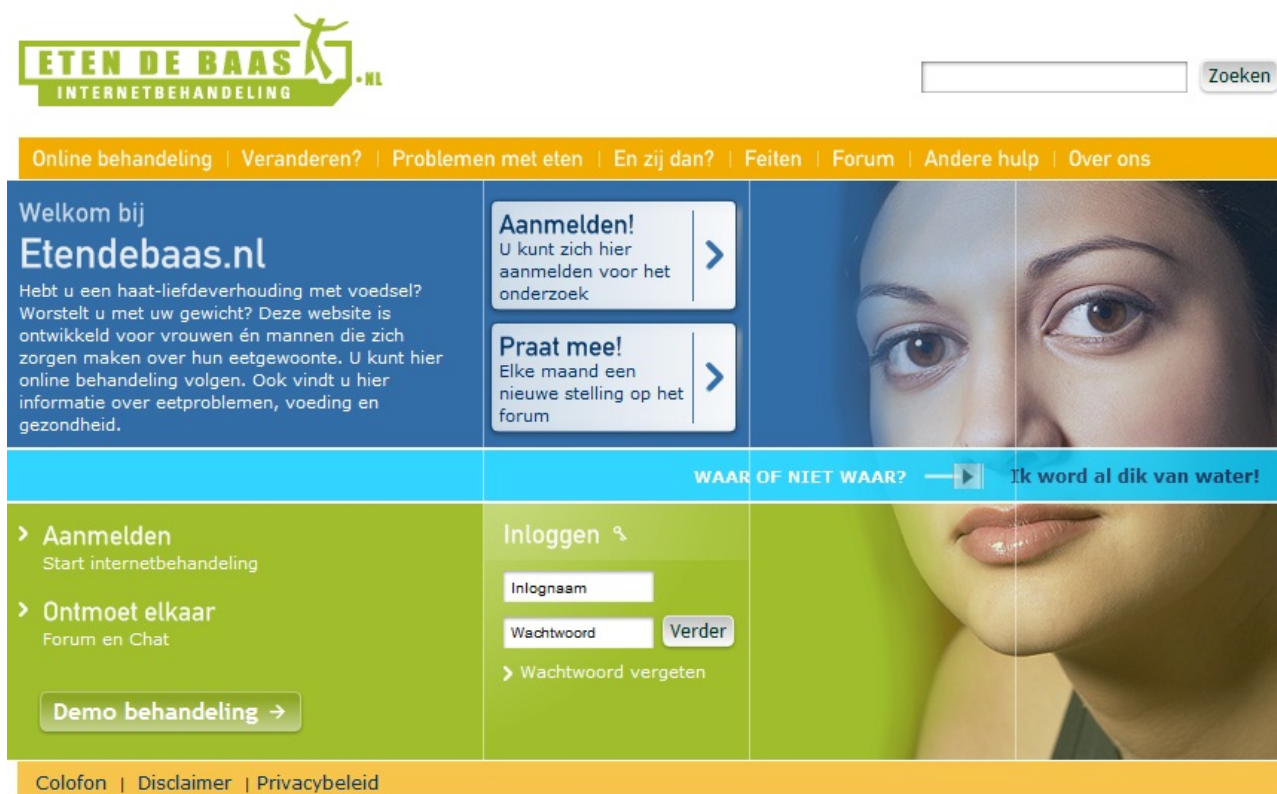 ETEN DE BAAS
INTERNETBEHANDELING
.NL
Zoeken
Online behandeling | Veranderen? | Problemen met eten | En zij dan? | Feiten | Forum | Andere hulp | Over ons
Welkom bij
Etendebaas.nl
Hebt u een haat-liefdeverhouding met voedsel?
Worstelt u met uw gewicht? Deze website is
ontwikkeld voor vrouwen én mannen die zich
zorgen maken over hun eetgewoonte. U kunt hier
online behandeling volgen. Ook vindt u hier
informatie over eetproblemen, voeding en
gezondheid.
Aanmelden!
U kunt zich hier
aanmelden voor het
onderzoek
Praat mee!
Elke maand een
nieuwe stelling op het
forum
WAAR OF NIET WAAR? Ik word al dik van water!
Aanmelden
Start internetbehandeling
Ontmoet elkaar
Forum en Chat
Demo behandeling →
Inloggen
Inlognaam
Wachtwoord Verder
Wachtwoord vergeten
Colofon | Disclaimer | Privacybeleid